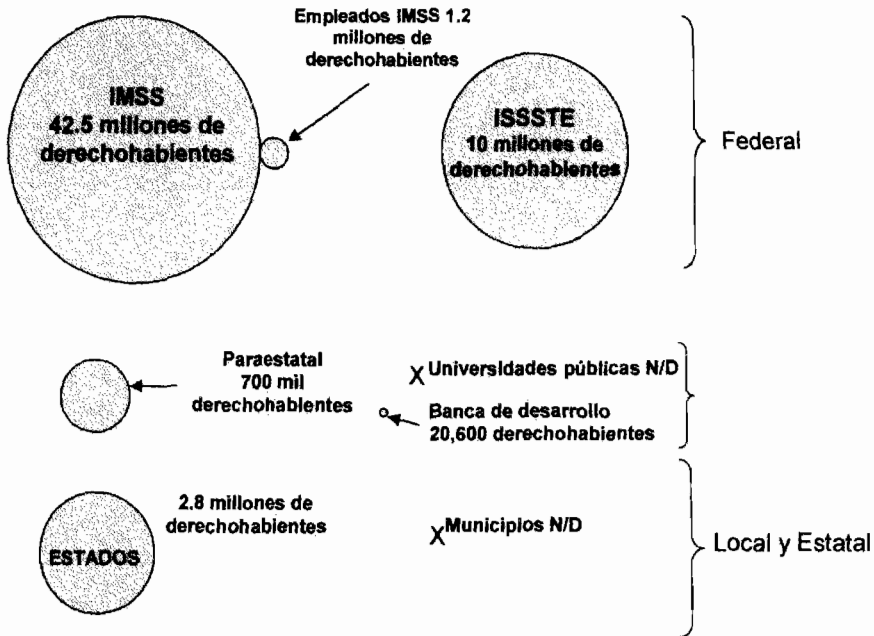 Empleados IMSS 1.2
millones de
derechohabientes
IMSS
42.5 millones de
derechohabientes
ISSSTE
10 millones de
derechohabientes
Federal
Paraestatal
700 mil
derechohabientes
X Universidades públicas N/D
Banca de desarrollo
20,600 derechohabientes
2.8 millones de
derechohabientes
ESTADOS
X Municipios N/D
Local y Estatal